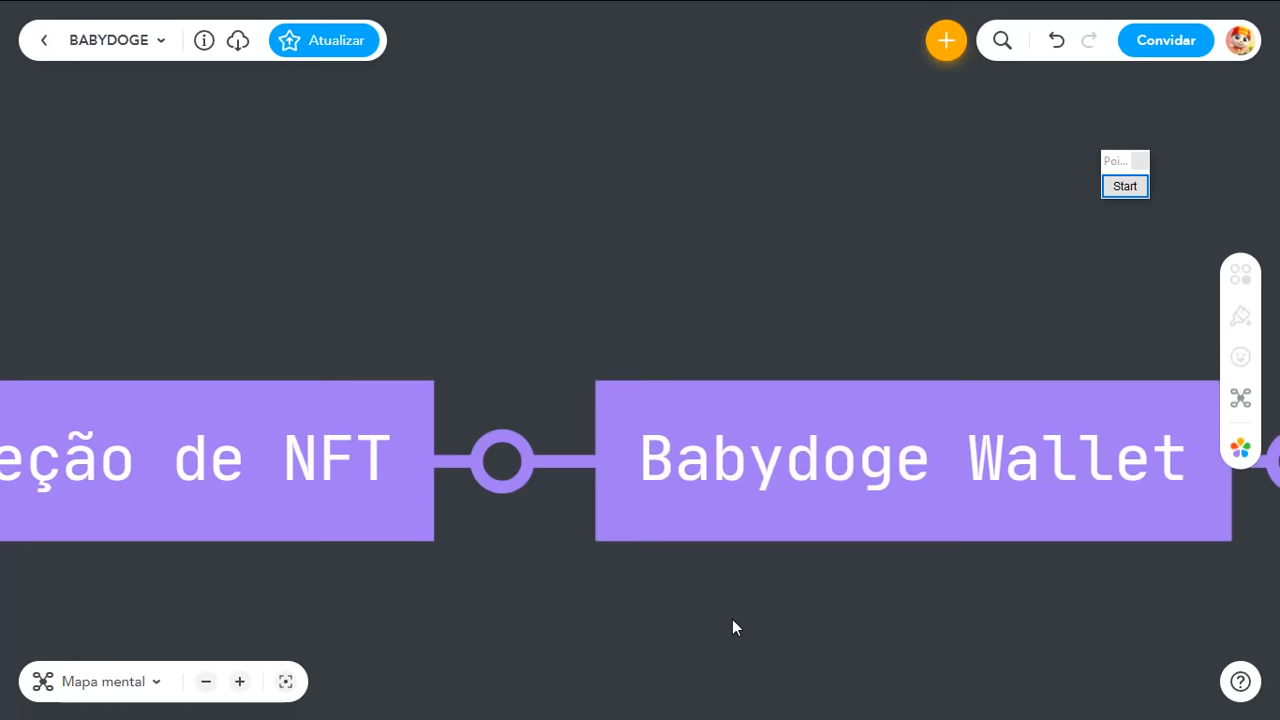 BABYDOGE
Atualizar
Convidar
Poi...
Start
eção de NFT
Babydoge Wallet
Mapa mental